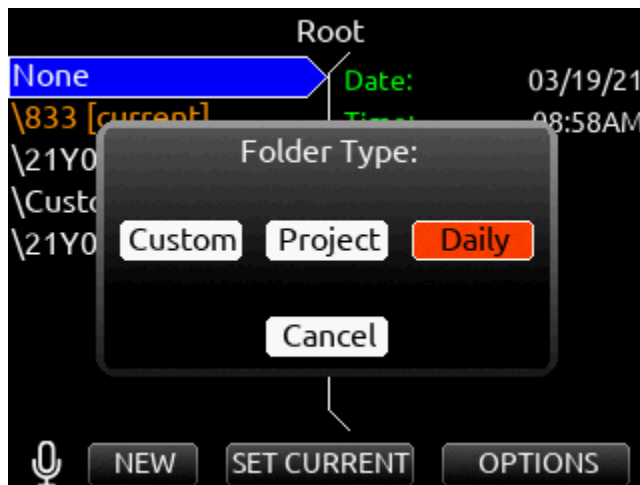 Root
None
Date: 03/19/21
\833 [current]
Time: 08:58AM
\21Y0
\Custo
\21Y0
Folder Type:
Custom Project Daily
Cancel
NEW SET CURRENT OPTIONS